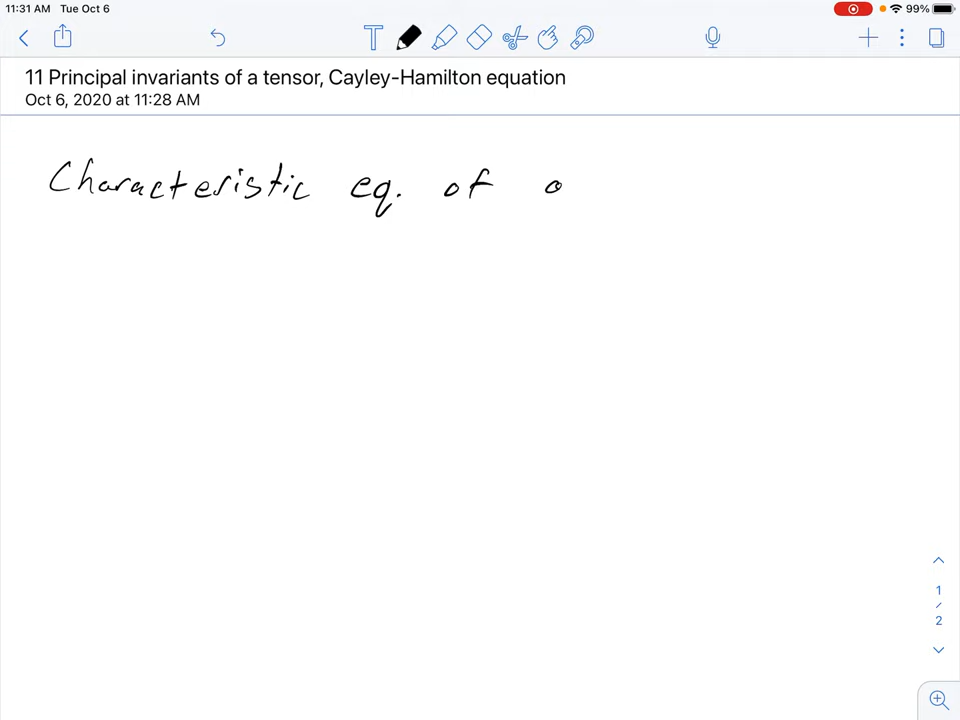 11:31 AM Tue Oct 6
99%
T
11 Principal invariants of a tensor, Cayley-Hamilton equation
Oct 6, 2020 at 11:28 AM
Characteristic eq. of o
1
/
2